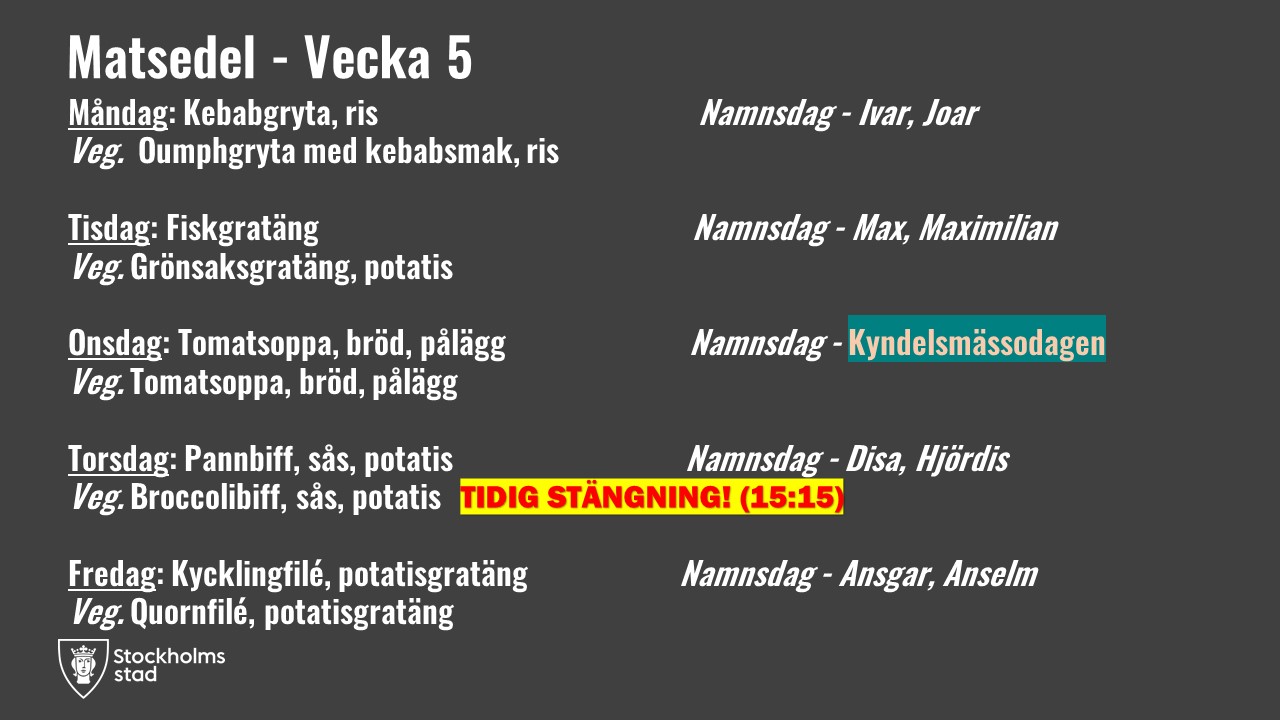 Matsedel - Vecka 5
Måndag: Kebabgryta, ris Namnsdag - Ivar, Joar
Veg. Oumphgryta med kebabsmak, ris
Tisdag: Fiskgratäng Namnsdag - Max, Maximilian
Veg. Grönsaksgratäng, potatis
Onsdag: Tomatsoppa, bröd, pålägg Namnsdag - Kyndelsmässodagen
Veg. Tomatsoppa, bröd, pålägg
Torsdag: Pannbiff, sås, potatis Namnsdag - Disa, Hjördis
Veg. Broccolibiff, sås, potatis TIDIG STÄNGNING! (15:15)
Fredag: Kycklingfilé, potatisgratäng Namnsdag - Ansgar, Anselm
Veg. Quornfilé, potatisgratäng
Stockholms
stad